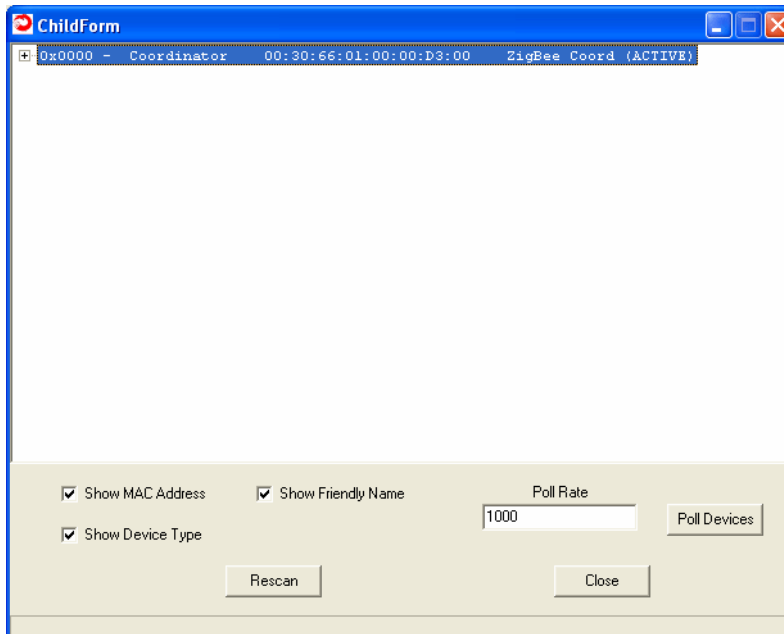 ChildForm
0x0000 - Coordinator 00:30:66:01:00:00:D3:00 ZigBee Coord (ACTIVE)
Show MAC Address Show Friendly Name Poll Rate
1000 Poll Devices
Show Device Type
Rescan Close